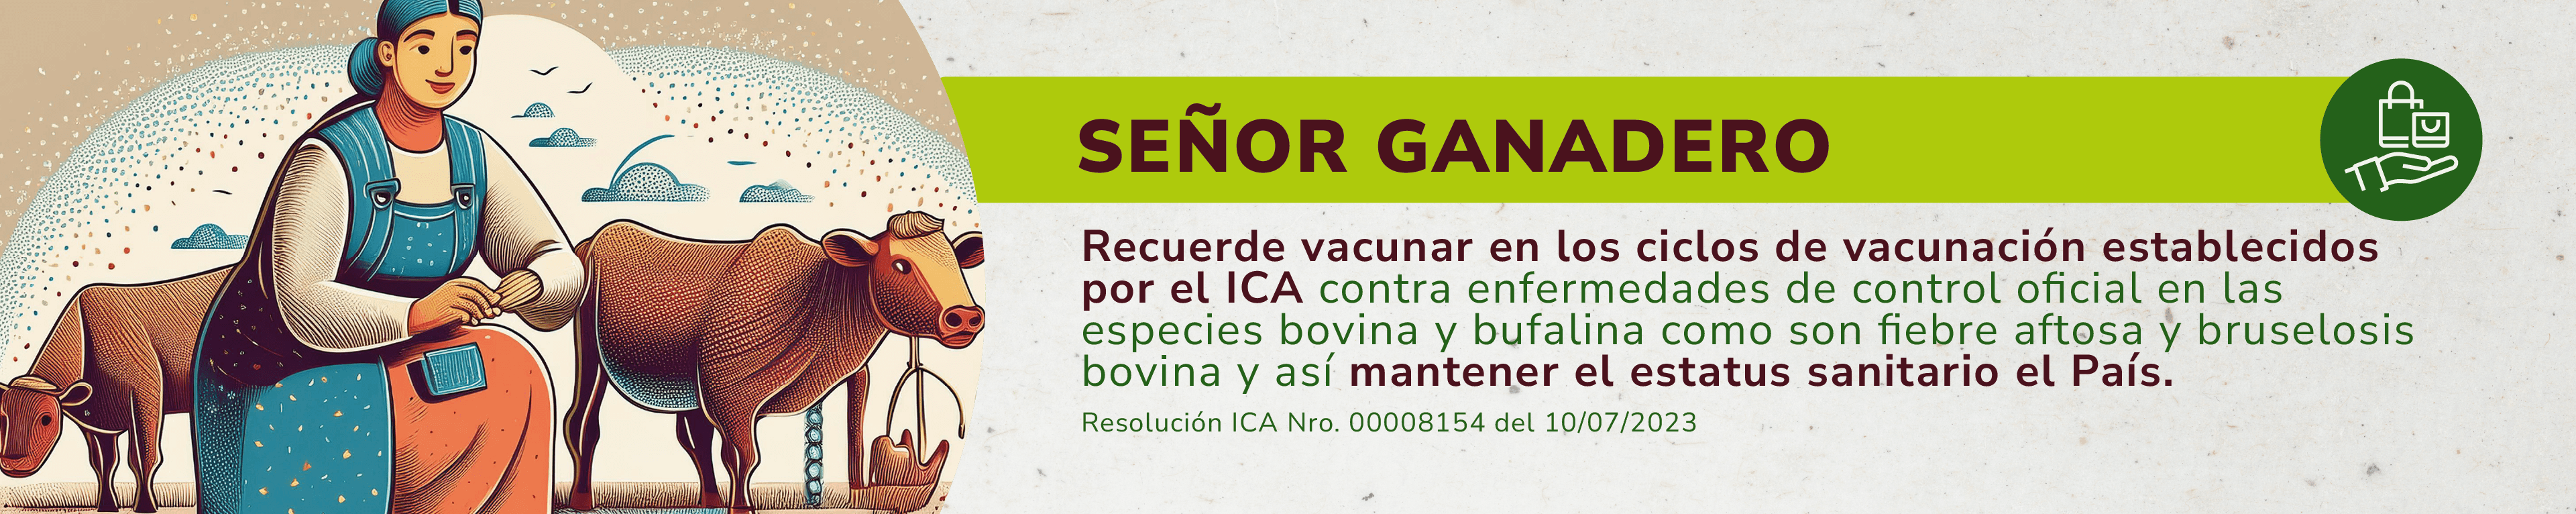 SEÑOR GANADERO
Recuerde vacunar en los ciclos de vacunación establecidos
por el ICA contra enfermedades de control oficial en las
especies bovina y bufalina como son fiebre aftosa y bruselosis
bovina y así mantener el estatus sanitario el País.
Resolución ICA Nro. 00008154 del 10/07/2023